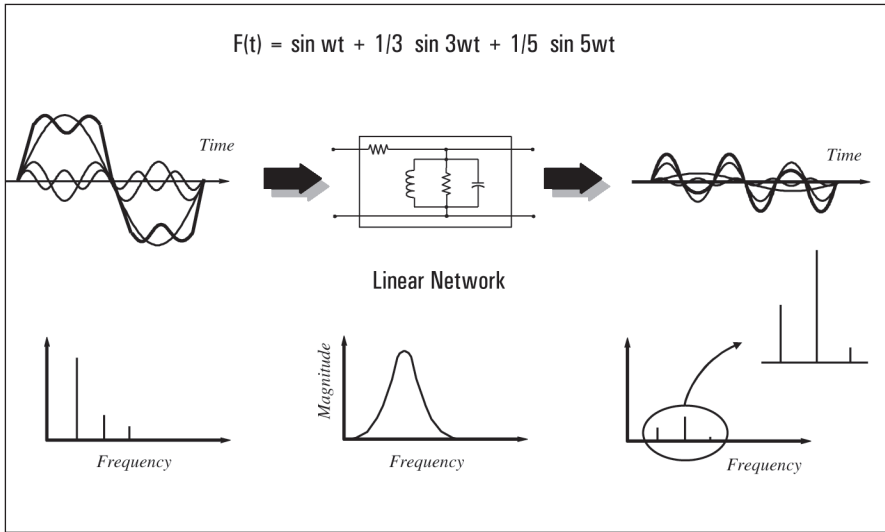 F(t) = sin wt + 1/3 sin 3wt + 1/5 sin 5wt
Time
Time
Linear Network
Magnitude
Frequency
Frequency
Frequency